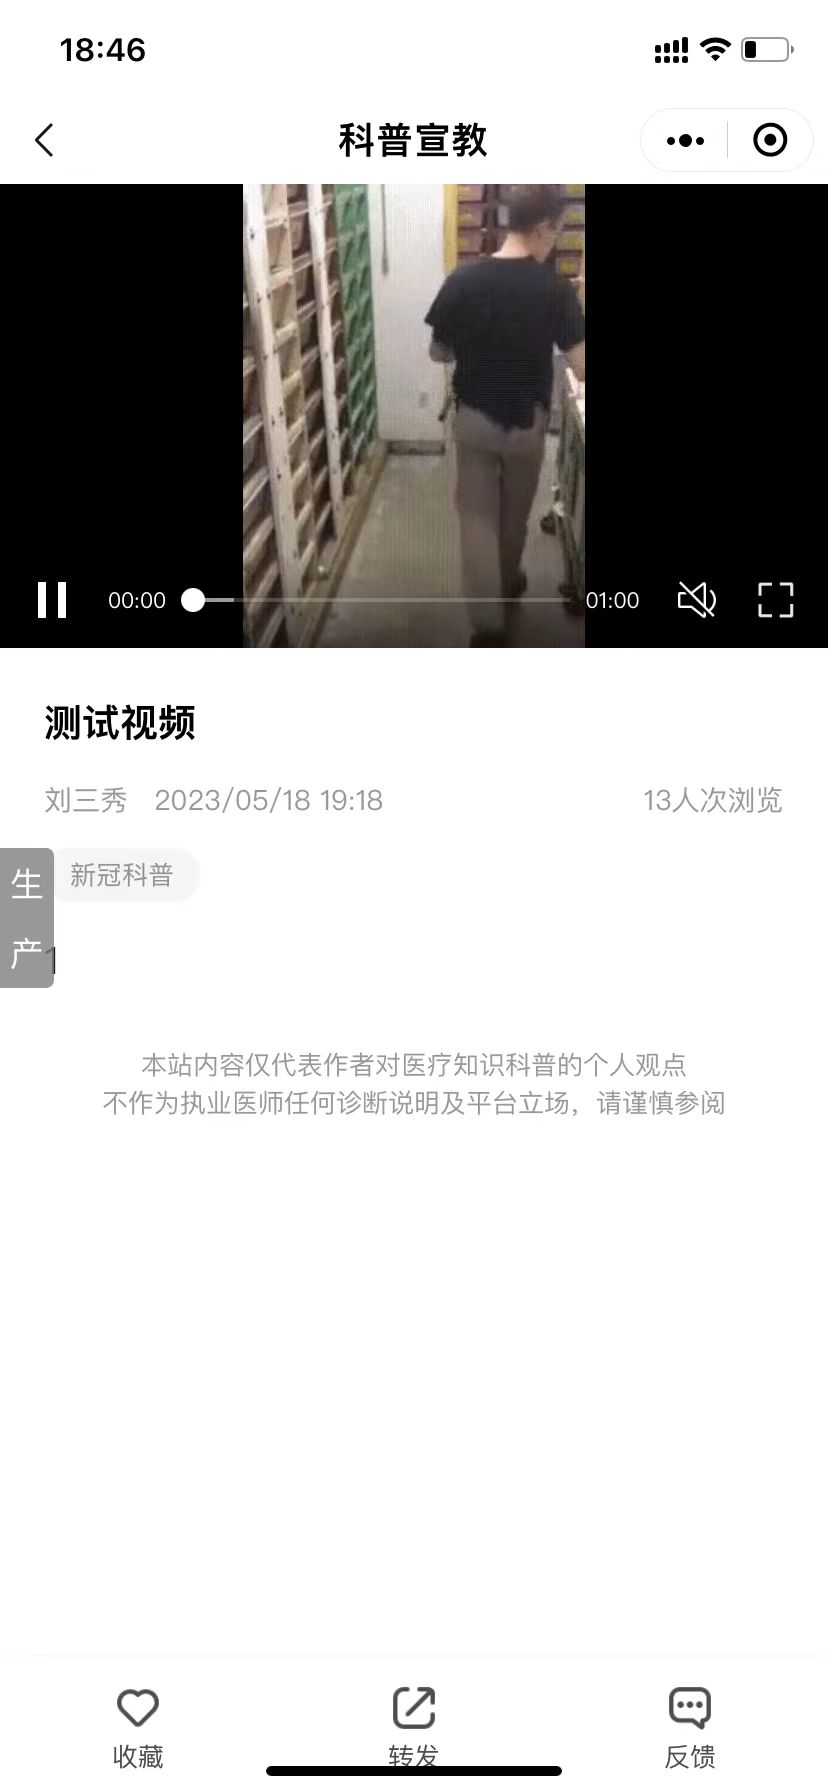 18:46
科普宣教
00:00
01:00
测试视频
刘三秀 2023/05/18 19:18 13人次浏览
新冠科普
生
产
1
本站内容仅代表作者对医疗知识科普的个人观点
不作为执业医师任何诊断说明及平台立场，请谨慎参阅
收藏 转发 反馈